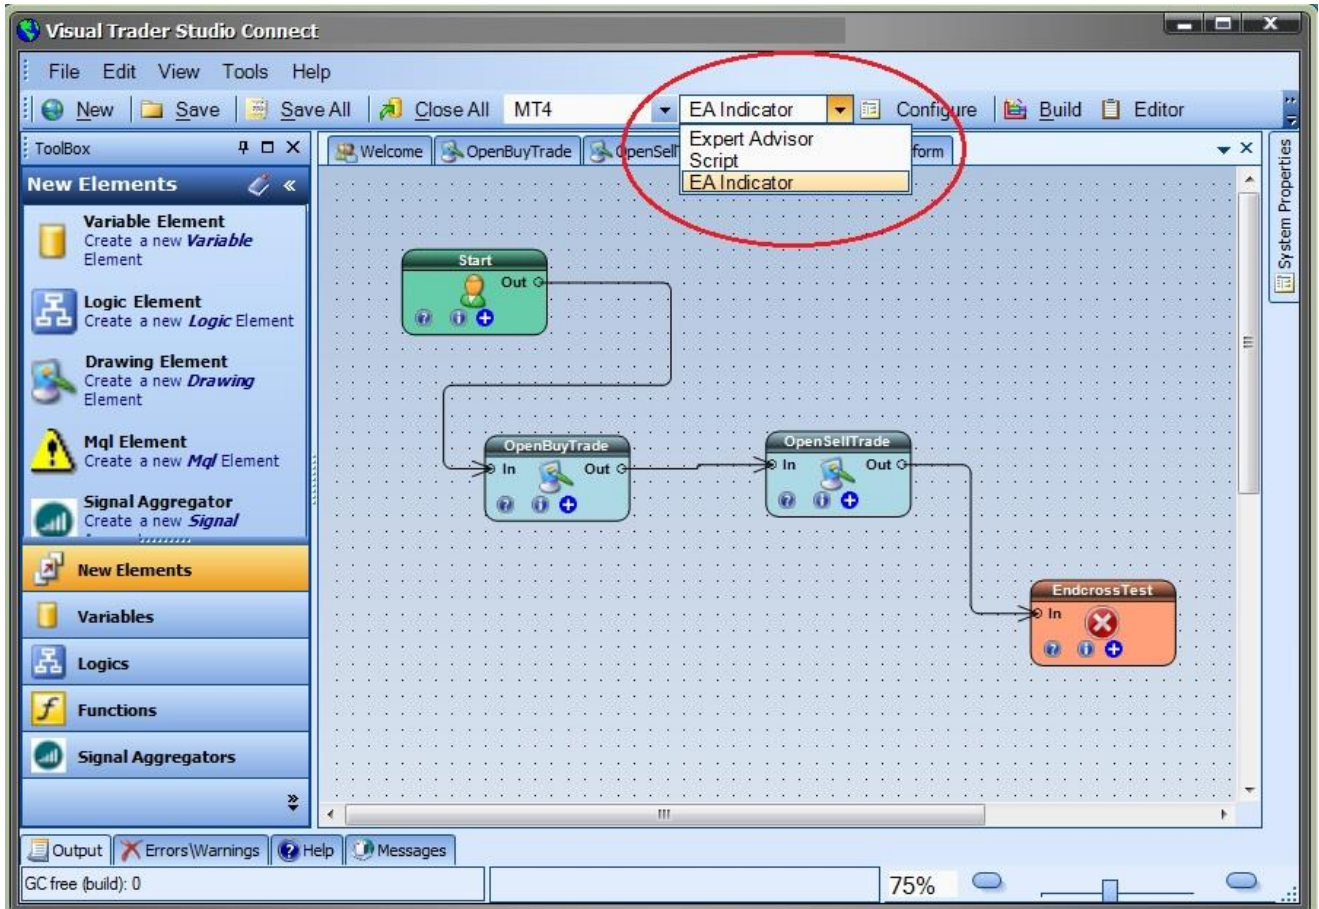 Visual Trader Studio Connect
File Edit View Tools Help
New Save Save All Close All MT4 EA Indicator Configure Build Editor
Expert Advisor
Script
EA Indicator
ToolBox
Welcome OpenBuyTrade OpenSell form
System Properties
New Elements
Variable Element
Create a new Variable
Element
Logic Element
Create a new Logic Element
Drawing Element
Create a new Drawing
Element
Mql Element
Create a new Mql Element
Signal Aggregator
Create a new Signal
New Elements
Variables
Logics
Functions
Signal Aggregators
Start
Out
OpenBuyTrade
In Out
OpenSellTrade
In Out
EndcrossTest
In
Output Errors\Warnings Help Messages
GC free (build): 0
75%